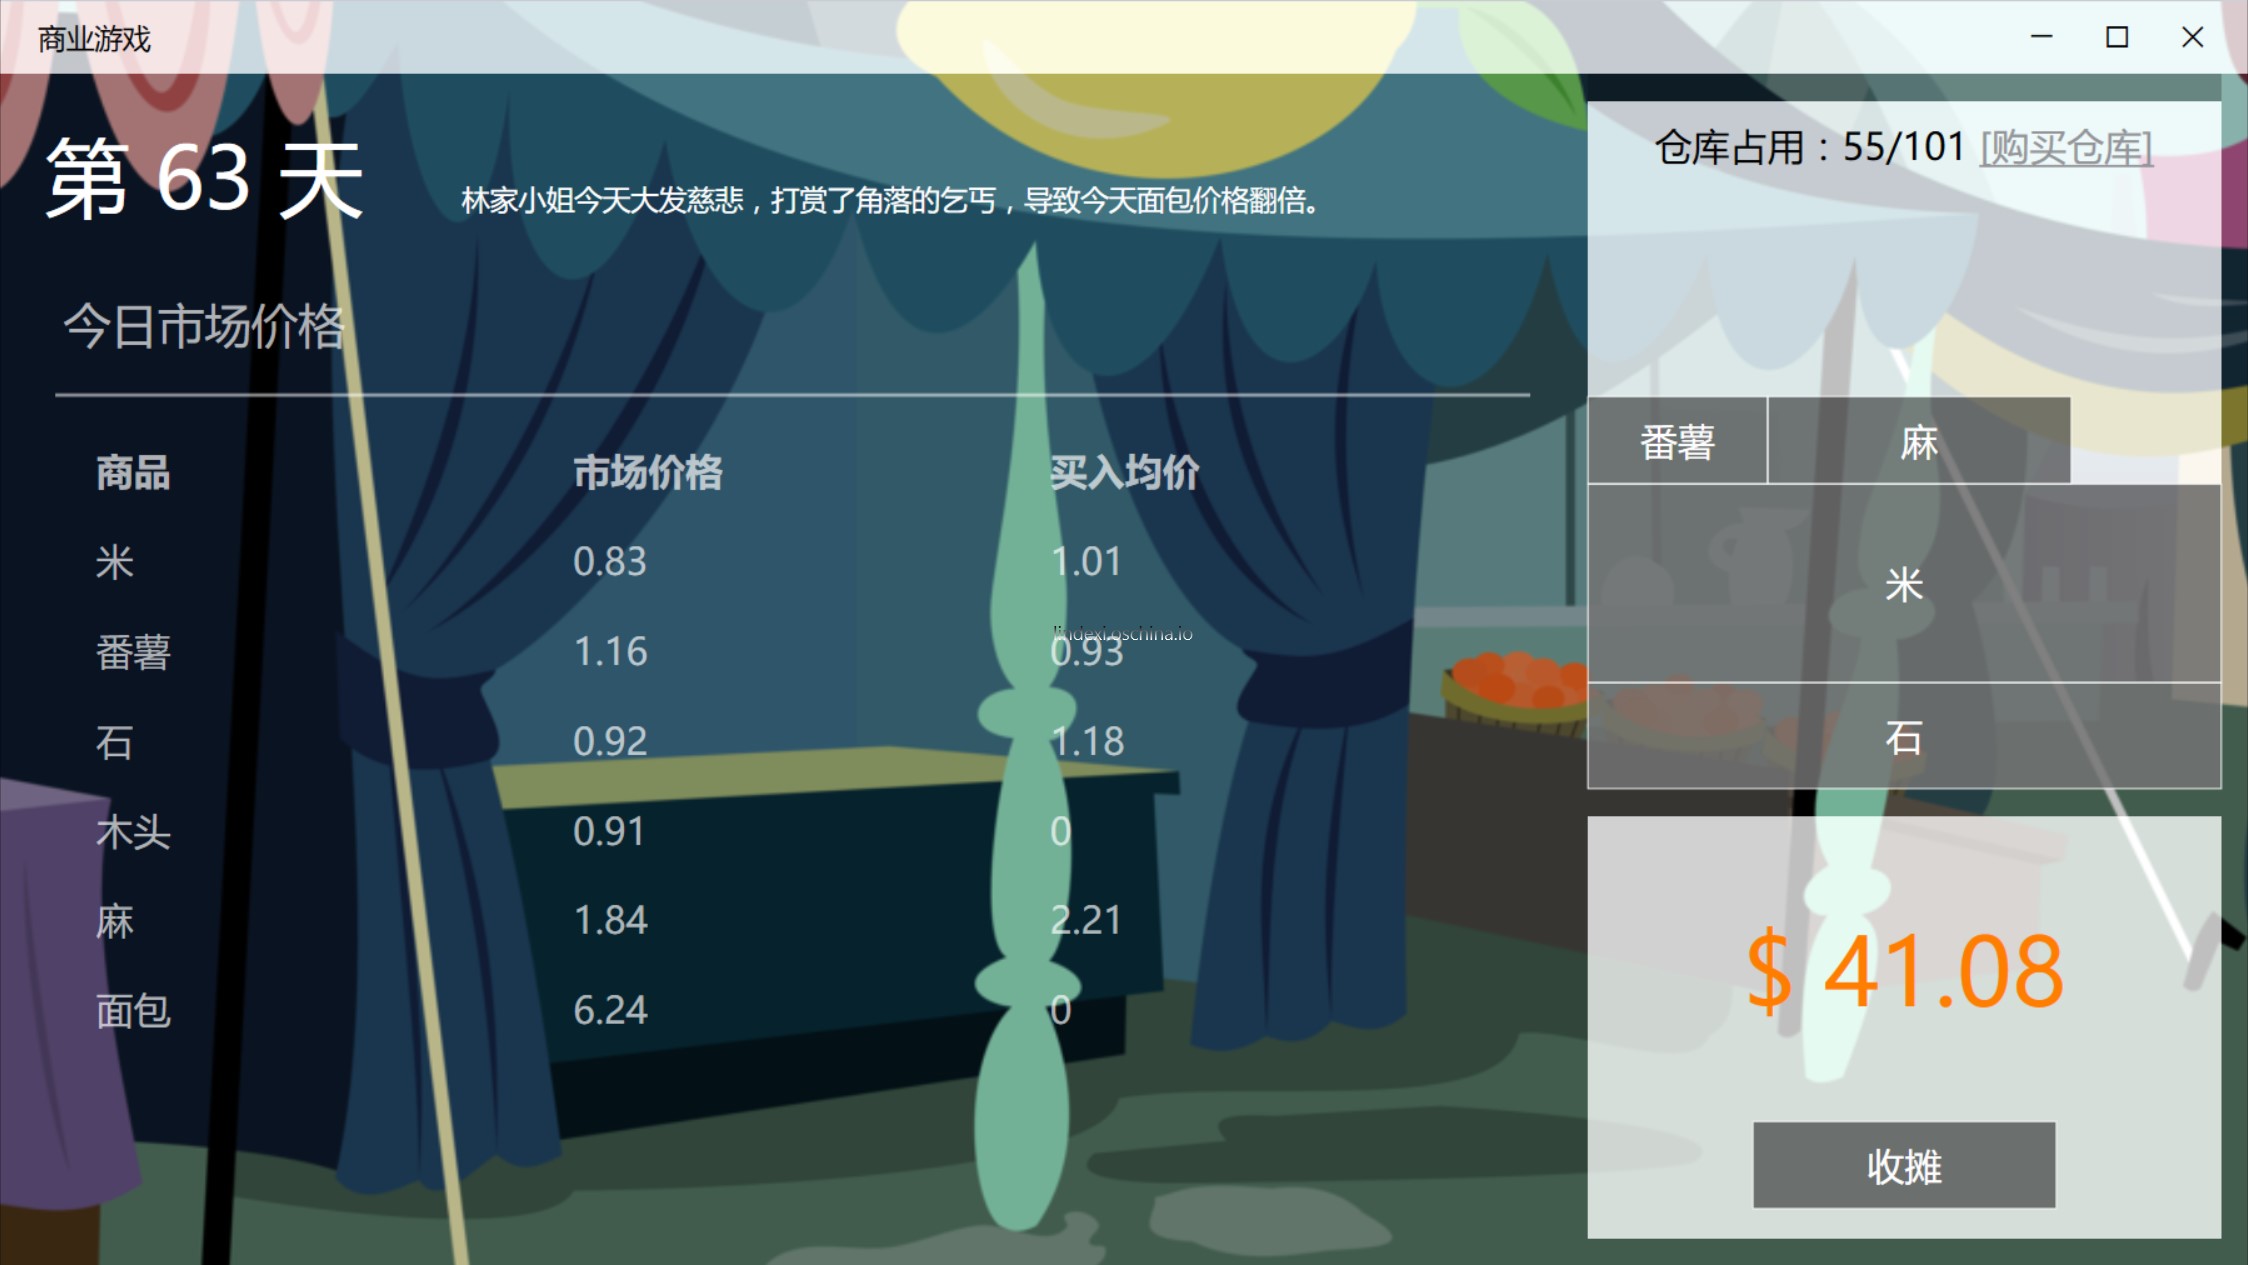 商业游戏
第 63 天
林家小姐今天大发慈悲，打赏了角落的乞丐，导致今天面包价格翻倍。
今日市场价格
商品 市场价格 买入均价
米 0.83 1.01
番薯 1.16 0.93
lindexi.oschina.io
石 0.92 1.18
木头 0.91 0
麻 1.84 2.21
面包 6.24 0
仓库占用：55/101 [购买仓库]
番薯 麻
米
石
$ 41.08
收摊